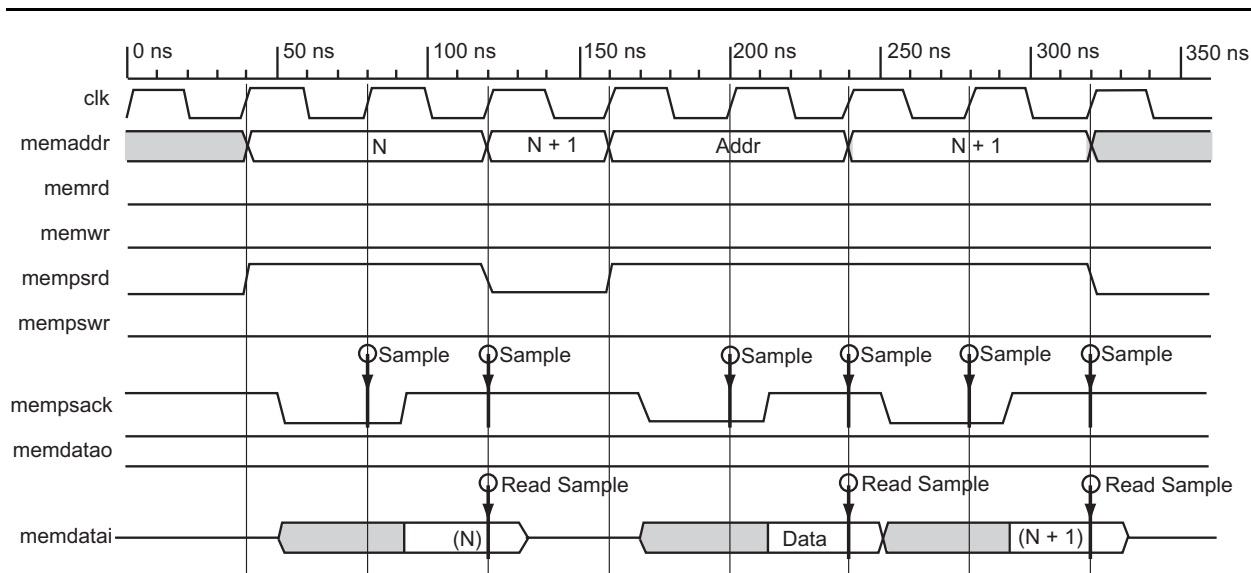 0 ns 50 ns 100 ns 150 ns 200 ns 250 ns 300 ns 350 ns
clk
memaddr N N + 1 Addr N + 1
memrd
memwr
mempsrd
mempswr
Sample Sample Sample Sample Sample Sample
mempsack
memdatao
Read Sample Read Sample Read Sample
memdatai (N) Data (N + 1)